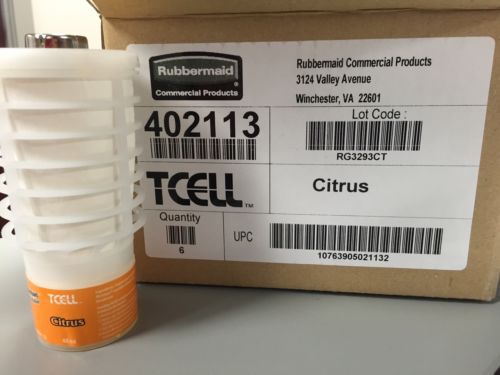 Rubbermaid
Commercial Products
Rubbermaid Commercial Products
3124 Valley Avenue
Winchester, VA 22601
402113
Lot Code :
RG3293CT
TCELL™
Citrus
Quantity
6
UPC
10763905021132
TCELL
Citrus